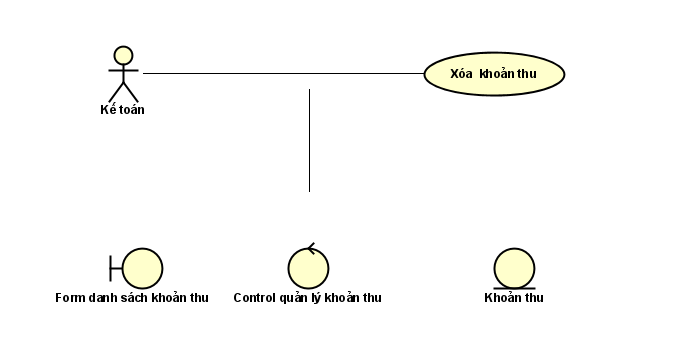 Xóa khoản thu
Kế toán
Form danh sách khoản thu
Control quản lý khoản thu
Khoản thu